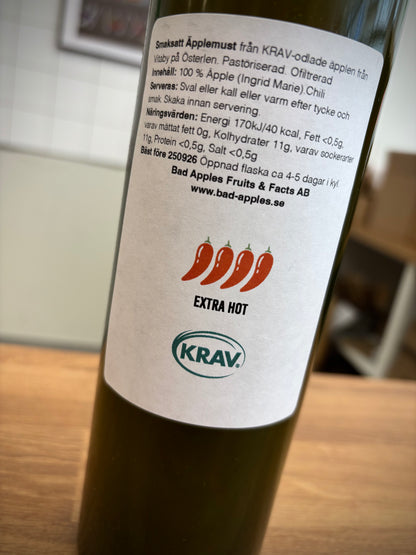 Smaksatt Äpplemust från KRAV-odlade äpplen från
Vitaby på Österlen. Pastöriserad. Ofiltrerad
Innehåll: 100 % Äpple (Ingrid Marie).Chili
Serveras: Sval eller kall eller varm efter tycke och
smak. Skaka innan servering.
Näringsvärden: Energi 170kJ/40 kcal, Fett <0,5g,
varav mättat fett 0g, Kolhydrater 11g, varav sockerarter
11g, Protein <0,5g, Salt <0,5g
Bäst före 250926 Öppnad flaska ca 4-5 dagar i kyl.
Bad Apples Fruits & Facts AB
www.bad-apples.se
EXTRA HOT
KRAV®